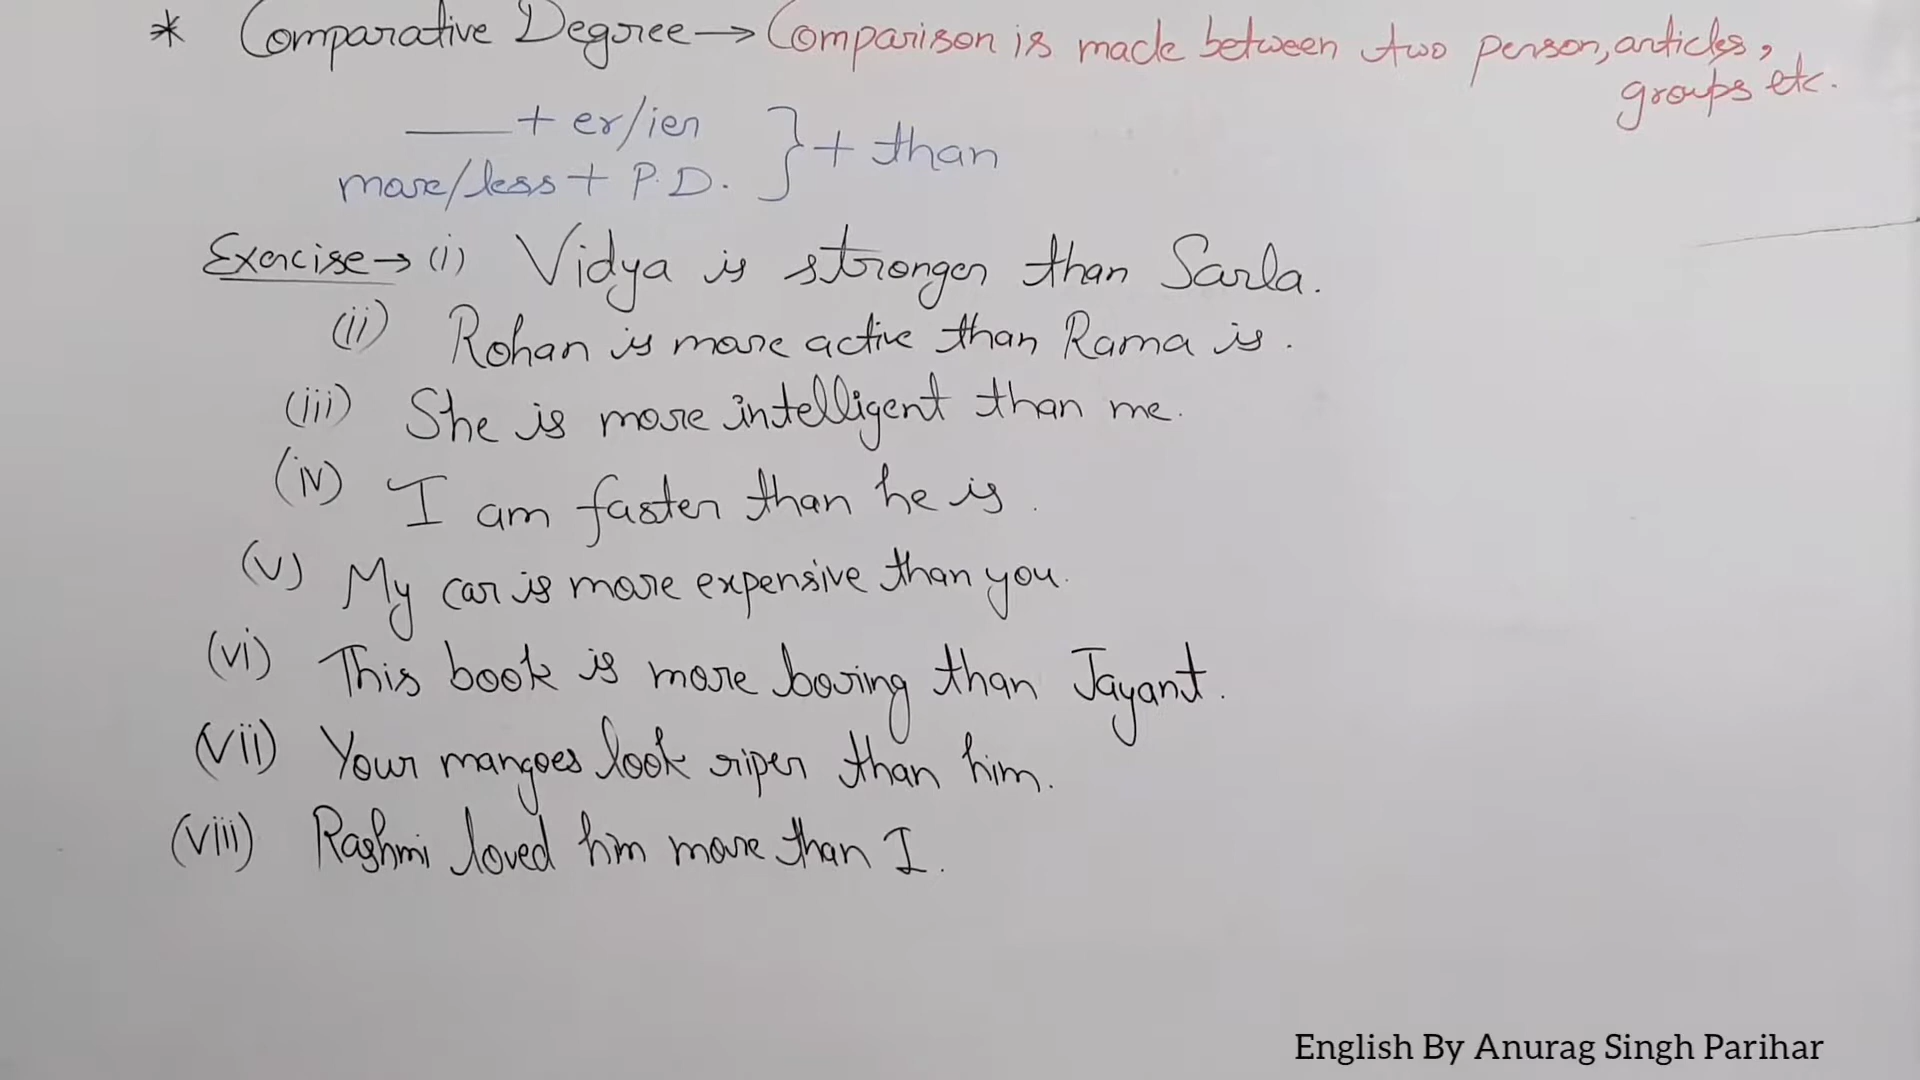 * Comparative Degree → Comparison is made between two person, articles,
groups etc.
____ + er/ier } + than
more/less + P.D.
Exercise → (i) Vidya is stronger than Sarla.
(ii) Rohan is more active than Rama is.
(iii) She is more intelligent than me.
(iv) I am faster than he is.
(v) My car is more expensive than you.
(vi) This book is more boring than Jayant.
(vii) Your mangoes look riper than him.
(viii) Rashmi loved him more than I.
English By Anurag Singh Parihar